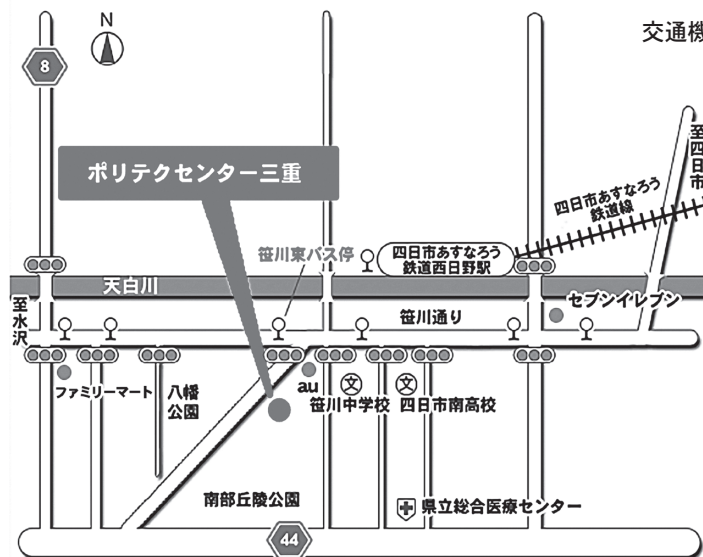 N
交通機
8
至四日市
ポリテクセンター三重
四日市あすなろう
鉄道線
笹川東バス停
四日市あすなろう
鉄道西日野駅
天白川
セブンイレブン
至水沢
笹川通り
ファミリーマート
八幡
公園
au
笹川中学校
文
四日市南高校
文
南部丘陵公園
県立総合医療センター
44